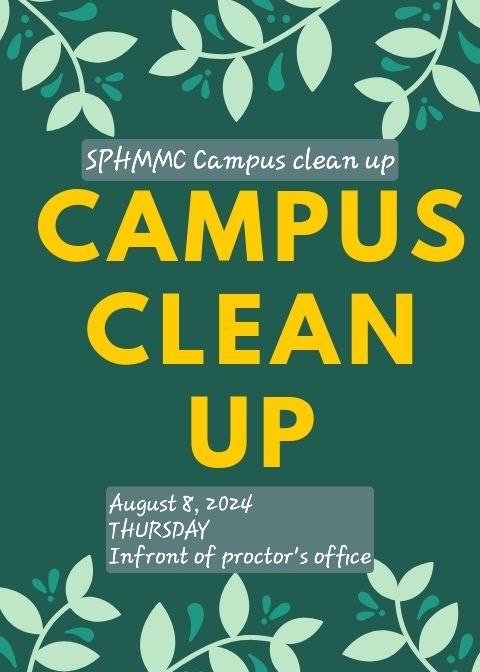 SPHMMC Campus clean up
CAMPUS
CLEAN
UP
August 8, 2024
THURSDAY
Infront of proctor's office